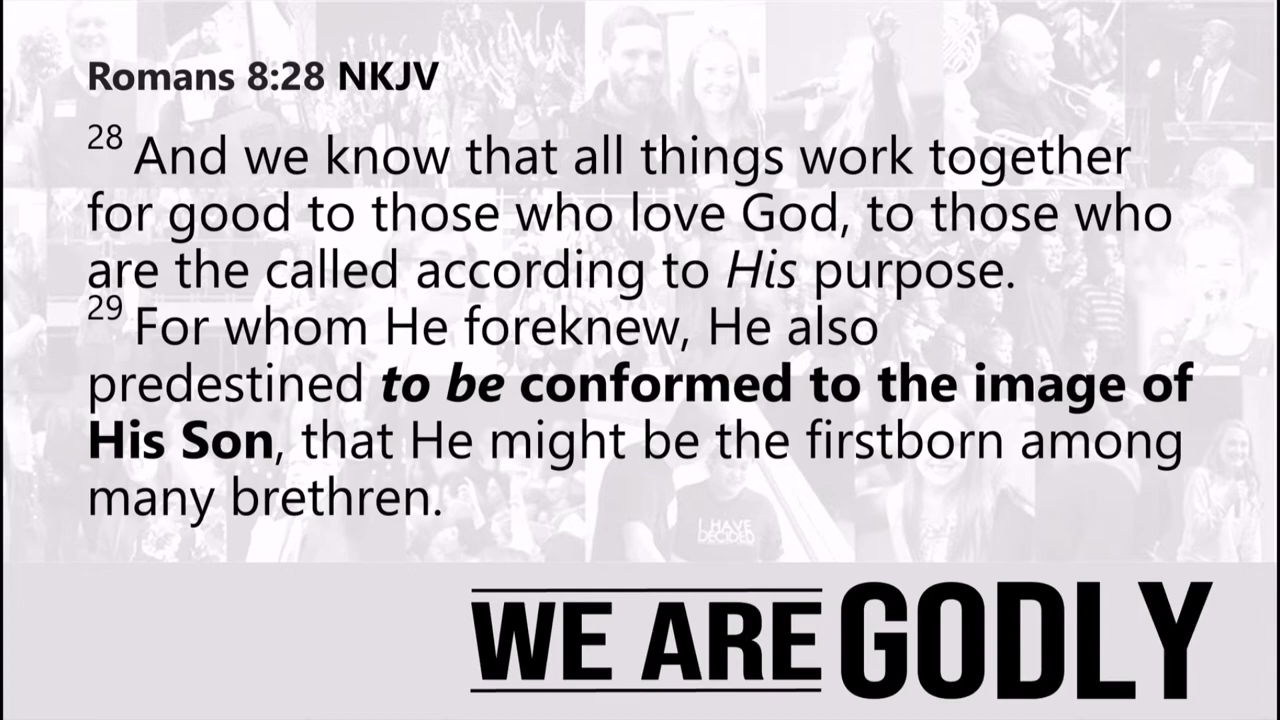 Romans 8:28 NKJV
28 And we know that all things work together
for good to those who love God, to those who
are the called according to His purpose.
29 For whom He foreknew, He also
predestined to be conformed to the image of
His Son, that He might be the firstborn among
many brethren.
I HAVE
DECIDED
WE ARE GODLY